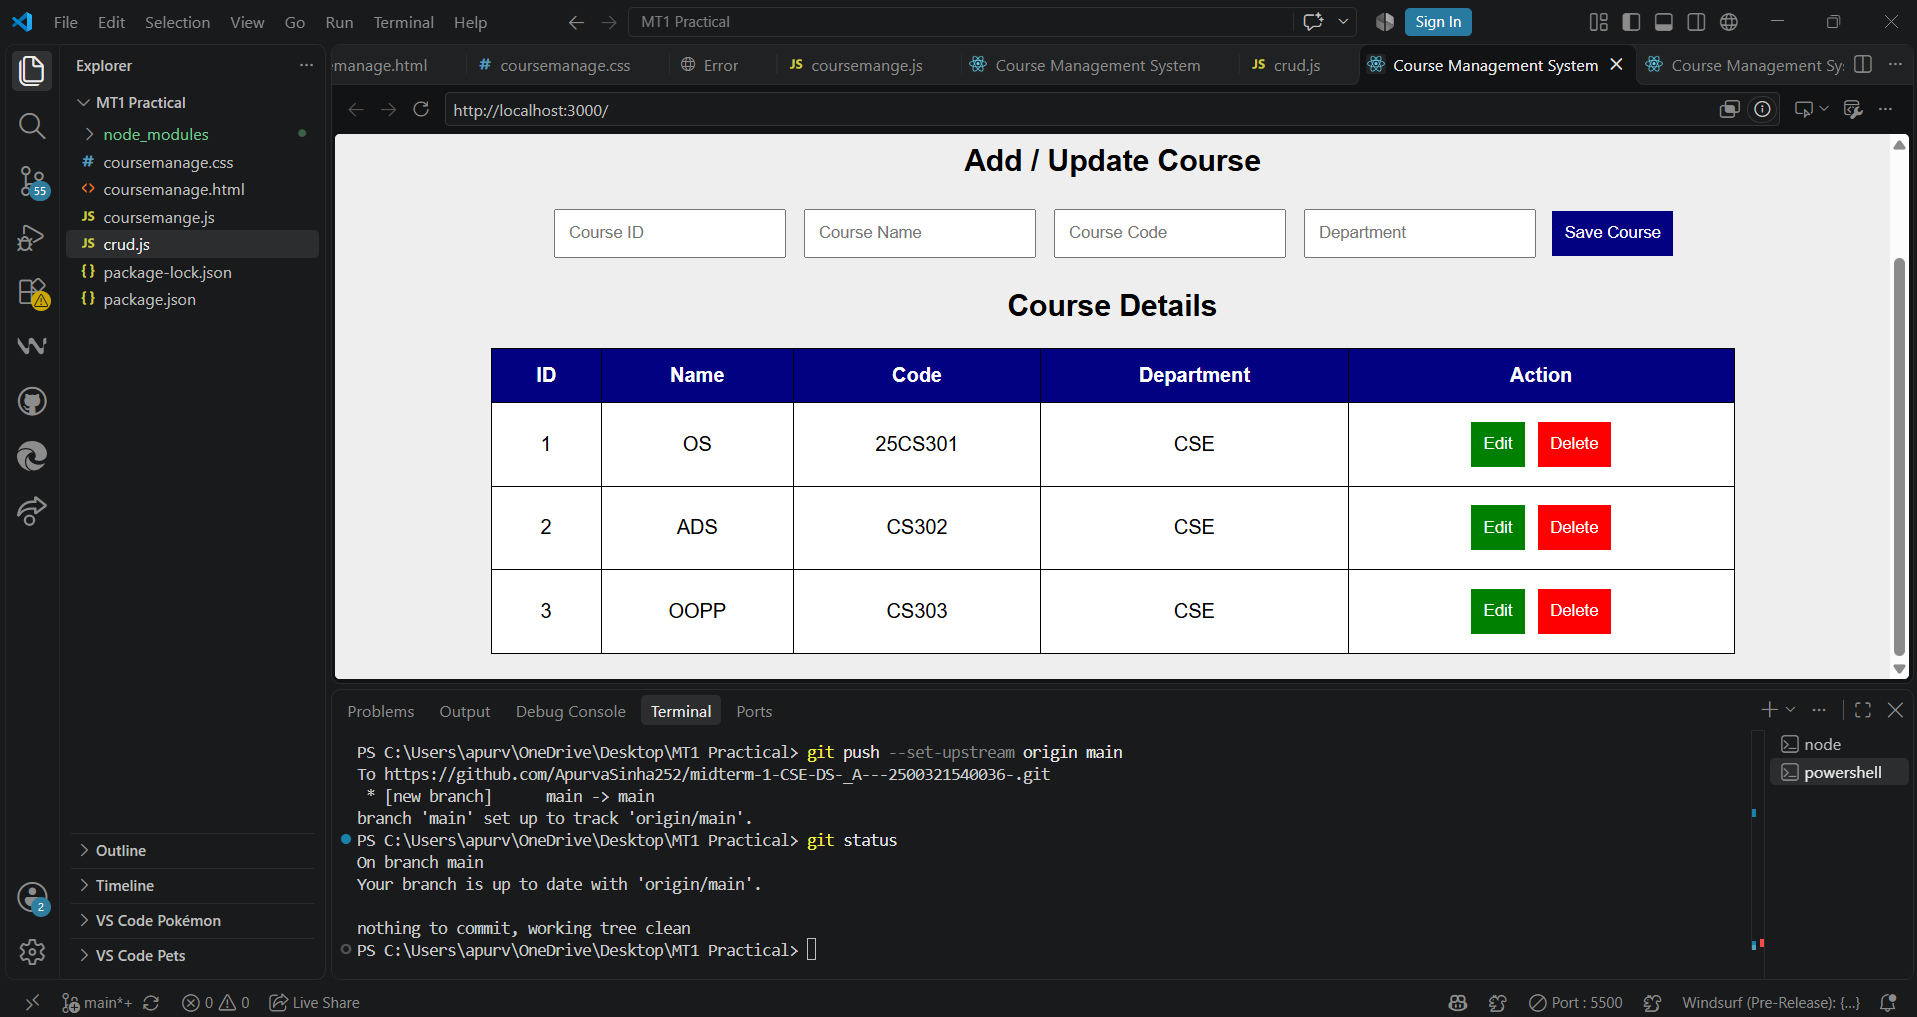 File Edit Selection View Go Run Terminal Help
MT1 Practical
Sign In
Explorer
MT1 Practical
node_modules
# coursemanage.css
<> coursemanage.html
JS coursemange.js
JS crud.js
{} package-lock.json
{} package.json
55
Outline
Timeline
VS Code Pokémon
VS Code Pets
2
emanage.html
# coursemanage.css
Error
JS coursemange.js
Course Management System
JS crud.js
Course Management System
Course Management Sy
http://localhost:3000/
Add / Update Course
Course ID Course Name Course Code Department Save Course
Course Details
ID Name Code Department Action
1 OS 25CS301 CSE Edit Delete
2 ADS CS302 CSE Edit Delete
3 OOPP CS303 CSE Edit Delete
Problems Output Debug Console Terminal Ports
PS C:\Users\apurv\OneDrive\Desktop\MT1 Practical> git push --set-upstream origin main
To https://github.com/ApurvaSinha252/midterm-1-CSE-DS-_A---2500321540036-.git
* [new branch] main -> main
branch 'main' set up to track 'origin/main'.
PS C:\Users\apurv\OneDrive\Desktop\MT1 Practical> git status
On branch main
Your branch is up to date with 'origin/main'.
nothing to commit, working tree clean
PS C:\Users\apurv\OneDrive\Desktop\MT1 Practical>
node
powershell
main*+ 0 0 Live Share
Port : 5500 Windsurf (Pre-Release): {...}